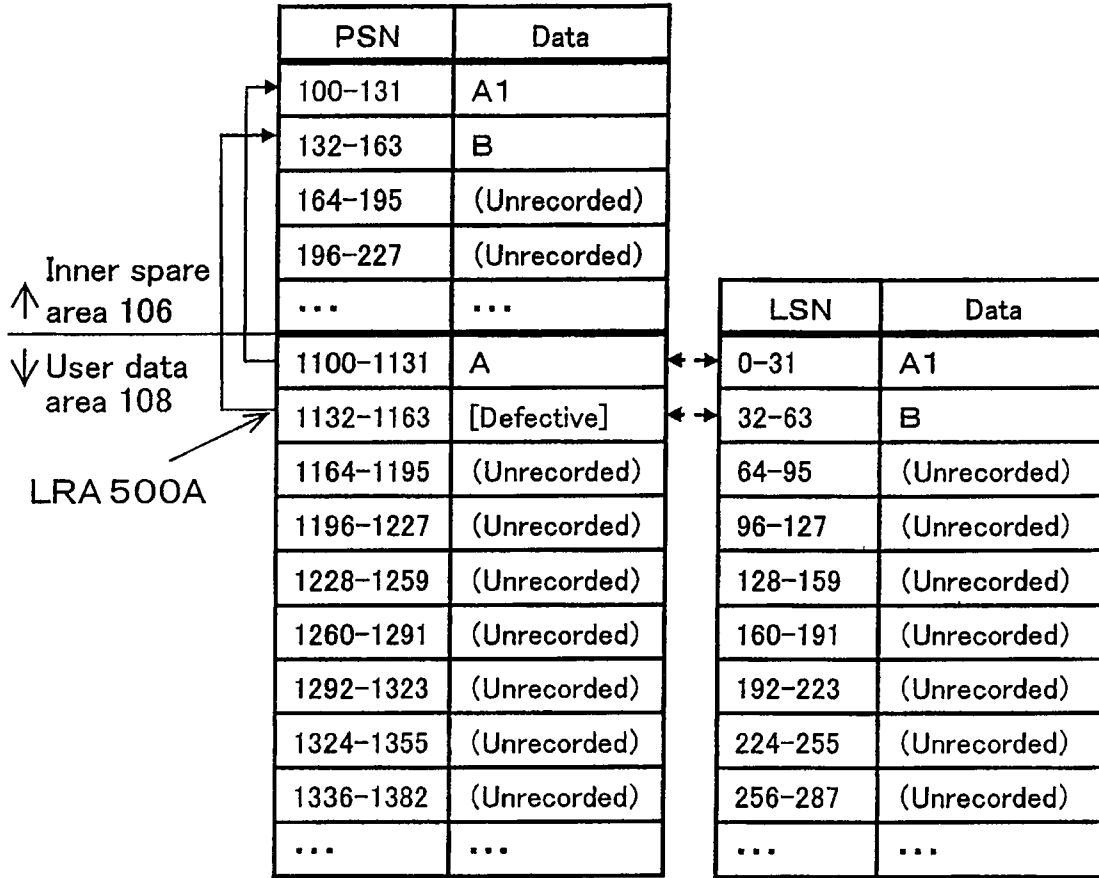 PSN Data
100-131 A1
132-163 B
164-195 (Unrecorded)
196-227 (Unrecorded)
... ...
Inner spare
area 106
User data
area 108
1100-1131 A
1132-1163 [Defective]
LRA 500A
1164-1195 (Unrecorded)
1196-1227 (Unrecorded)
1228-1259 (Unrecorded)
1260-1291 (Unrecorded)
1292-1323 (Unrecorded)
1324-1355 (Unrecorded)
1336-1382 (Unrecorded)
... ...
LSN Data
0-31 A1
32-63 B
64-95 (Unrecorded)
96-127 (Unrecorded)
128-159 (Unrecorded)
160-191 (Unrecorded)
192-223 (Unrecorded)
224-255 (Unrecorded)
256-287 (Unrecorded)
... ...